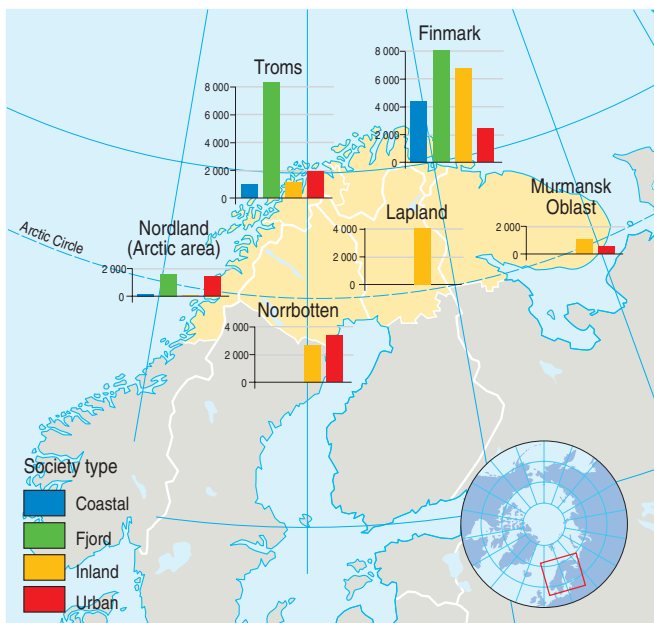 Finmark
8 000
6 000
4 000
2 000
0
Troms
8 000
6 000
4 000
2 000
0
Murmansk
Oblast
2 000
0
Lapland
4 000
2 000
0
Nordland
(Arctic area)
2 000
0
Arctic Circle
Norrbotten
4 000
2 000
0
Society type
Coastal
Fjord
Inland
Urban